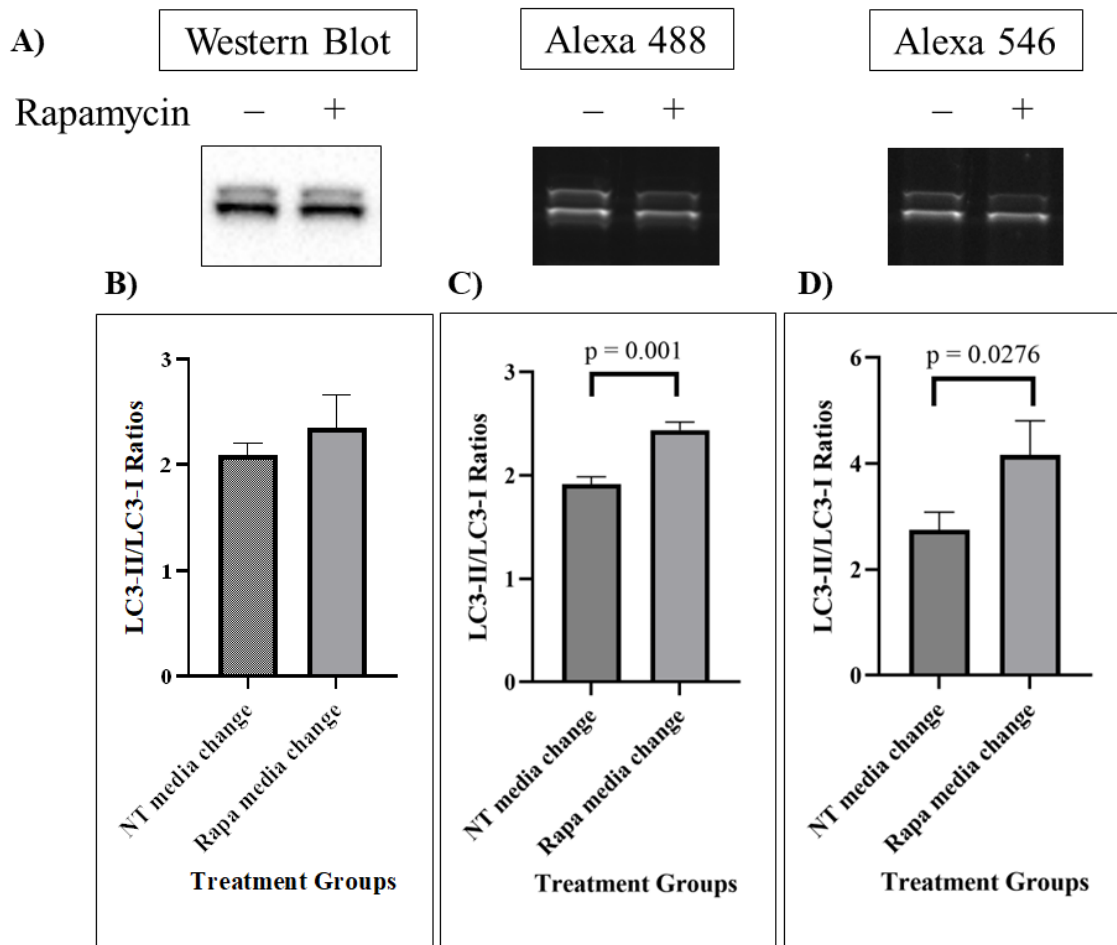 A)
Western Blot
Alexa 488
Alexa 546
Rapamycin – + – + – +
B)
C)
D)
LC3-II/LC3-I Ratios
3
2
1
0
NT media change
Rapa media change
Treatment Groups
p = 0.001
LC3-II/LC3-I Ratios
3
2
1
0
NT media change
Rapa media change
Treatment Groups
p = 0.0276
LC3-II/LC3-I Ratios
6
4
2
0
NT media change
Rapa media change
Treatment Groups